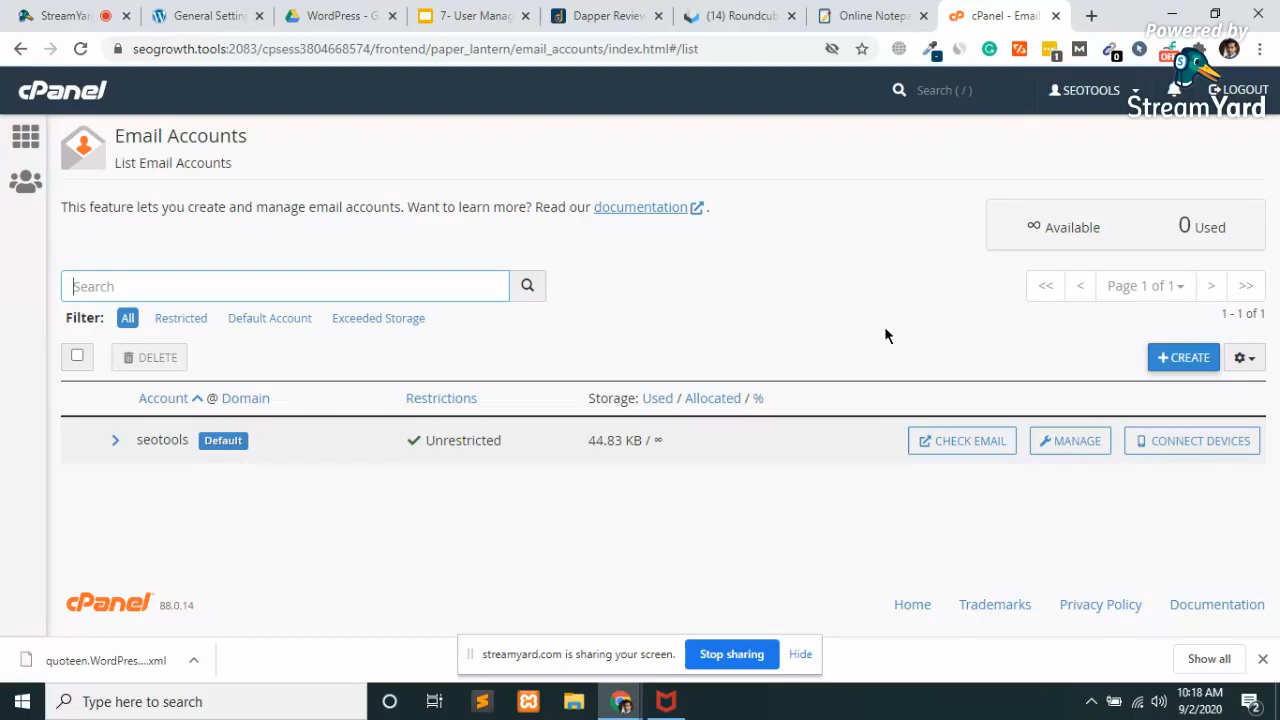 StreamYard
General Settin
WordPress - G
7- User Manag
Dapper Review
(14) Roundcub
Online Notepa
cPanel - Email
Powered by
StreamYard
seogrowth.tools:2083/cpsess3804668574/frontend/paper_lantern/email_accounts/index.html#/list
1
0
OFF
cPanel
Search ( / )
SEOTOOLS
LOGOUT
Email Accounts
List Email Accounts
This feature lets you create and manage email accounts. Want to learn more? Read our documentation .
∞ Available
0 Used
Search
<<
<
Page 1 of 1
>
>>
1 - 1 of 1
Filter:
All
Restricted
Default Account
Exceeded Storage
DELETE
+ CREATE
Account @ Domain
Restrictions
Storage: Used / Allocated / %
seotools
Default
Unrestricted
44.83 KB / ∞
CHECK EMAIL
MANAGE
CONNECT DEVICES
cPanel 88.0.14
Home
Trademarks
Privacy Policy
Documentation
quoteen.WordPres....xml
streamyard.com is sharing your screen.
Stop sharing
Hide
Show all
Type here to search
10:18 AM
9/2/2020
2